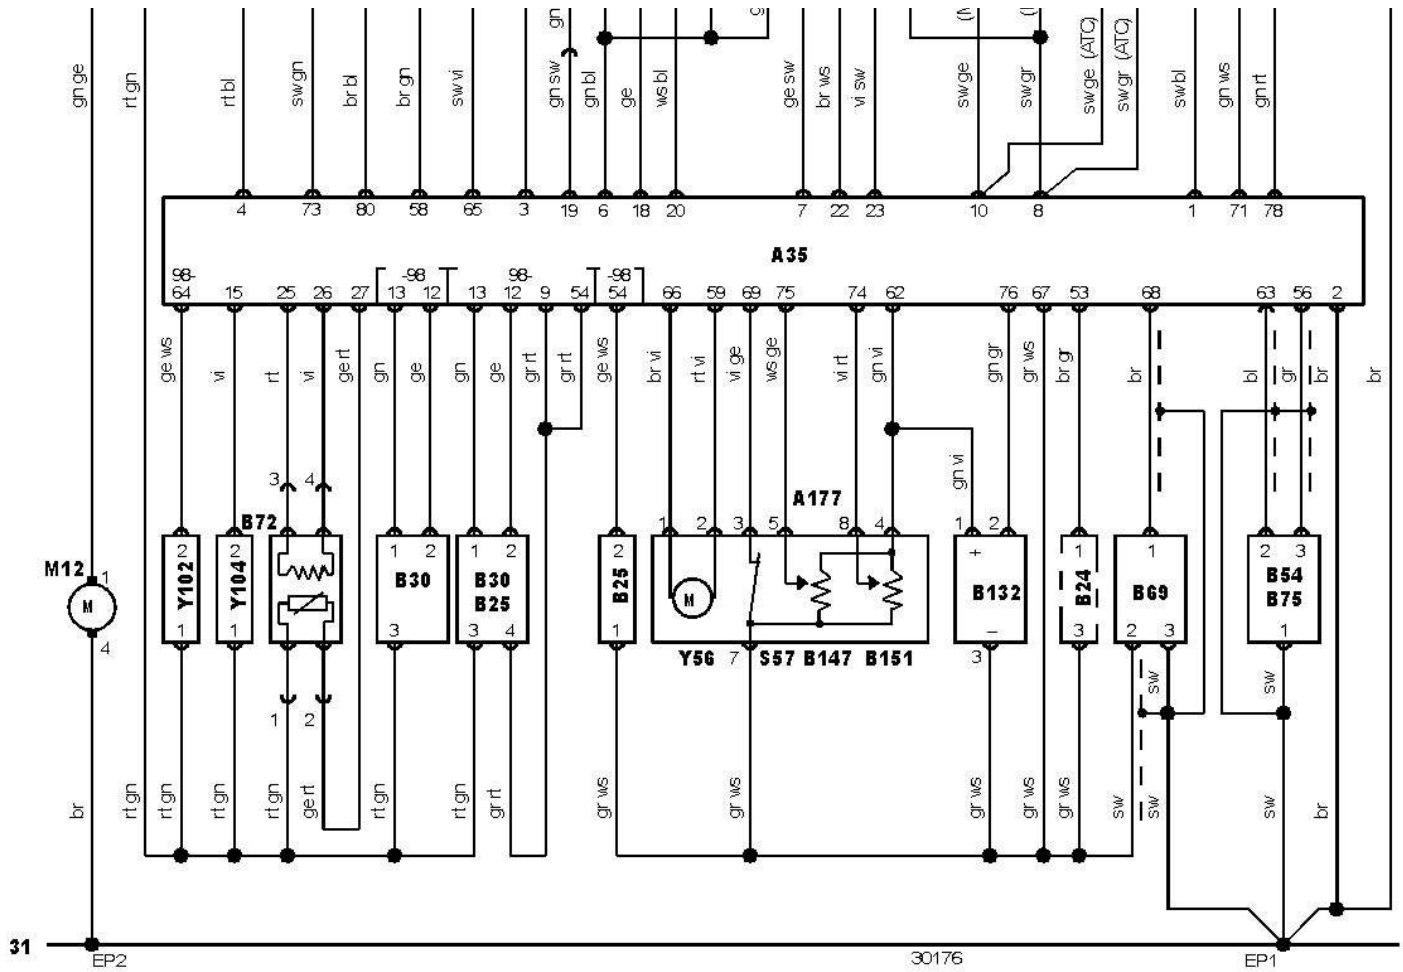 gn ge
rt gn
rt bl
sw gn
br bl
br gn
sw vi
gn sw
gn
gn bl
ge
ws bl
ge sw
br ws
vi sw
sw ge
sw gr
sw ge (ATC)
sw gr (ATC)
sw bl
gn ws
gn rt
4 73 80 58 65 3 19 6 18 20 7 22 23 10 8 1 71 78
A35
98- -98 98- -98
64 15 25 26 27 13 12 13 12 9 54 54 66 59 69 75 74 62 76 67 53 68 63 56 2
ge ws
vi
rt
vi
ge rt
gn
ge
gn
ge
gr rt
gr rt
ge ws
br vi
rt vi
vi ge
ws ge
vi rt
gn vi
gn gr
gr ws
br gr
br
bl
gr
br
br
gn vi
3 4
A177
B72
1 2 3 5 8 4 1 2
2 2 1 2 1 2 2 + 1 1 2 3
M12
1
M
4
Y102
Y104
B30
B30
B25
B25
M
B132
B24
B69
B54
B75
1 1 3 3 4 1 − 3 2 3 1
Y56 7 S57 B147 B151 3
sw
sw
1 2
br
rt gn
rt gn
rt gn
rt gn
ge rt
rt gn
rt gn
gr rt
gr ws
gr ws
gr ws
gr ws
gr ws
sw
sw
sw
br
31
EP2
30176
EP1